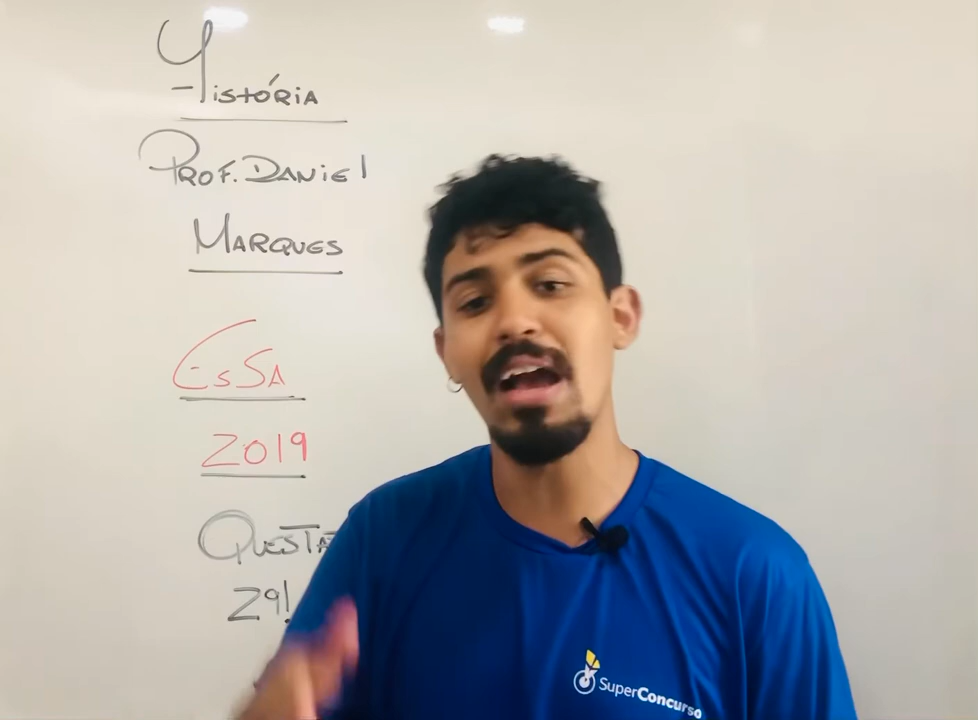 História
Prof. Daniel
Marques
EsSA
2019
29!
SuperConcurso